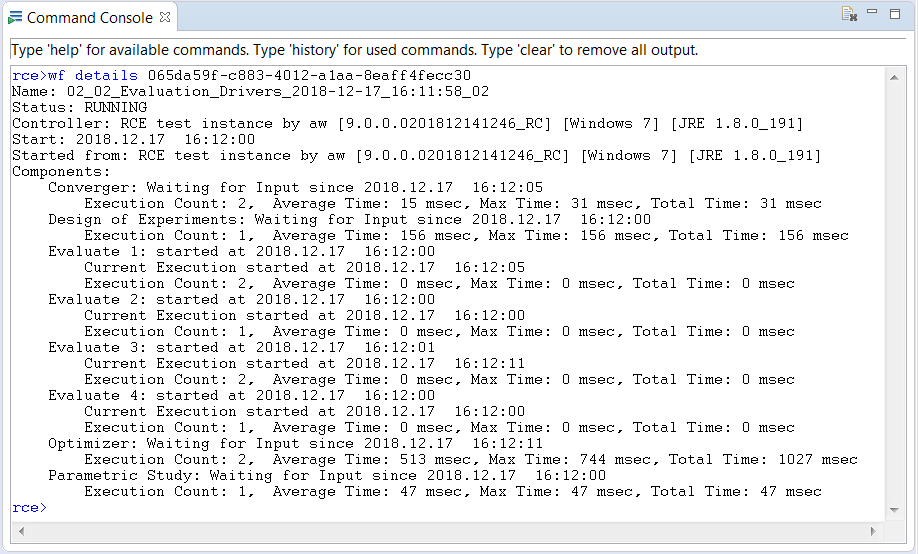 Command Console
Type 'help' for available commands. Type 'history' for used commands. Type 'clear' to remove all output.
rce>wf details 065da59f-c883-4012-a1aa-8eaff4fecc30
Name: 02_02_Evaluation_Drivers_2018-12-17_16:11:58_02
Status: RUNNING
Controller: RCE test instance by aw [9.0.0.0201812141246_RC] [Windows 7] [JRE 1.8.0_191]
Start: 2018.12.17  16:12:00
Started from: RCE test instance by aw [9.0.0.0201812141246_RC] [Windows 7] [JRE 1.8.0_191]
Components:
    Converger: Waiting for Input since 2018.12.17  16:12:05
        Execution Count: 2,  Average Time: 15 msec, Max Time: 31 msec, Total Time: 31 msec
    Design of Experiments: Waiting for Input since 2018.12.17  16:12:00
        Execution Count: 1,  Average Time: 156 msec, Max Time: 156 msec, Total Time: 156 msec
    Evaluate 1: started at 2018.12.17  16:12:00
        Current Execution started at 2018.12.17  16:12:05
        Execution Count: 2,  Average Time: 0 msec, Max Time: 0 msec, Total Time: 0 msec
    Evaluate 2: started at 2018.12.17  16:12:00
        Current Execution started at 2018.12.17  16:12:00
        Execution Count: 1,  Average Time: 0 msec, Max Time: 0 msec, Total Time: 0 msec
    Evaluate 3: started at 2018.12.17  16:12:01
        Current Execution started at 2018.12.17  16:12:11
        Execution Count: 2,  Average Time: 0 msec, Max Time: 0 msec, Total Time: 0 msec
    Evaluate 4: started at 2018.12.17  16:12:00
        Current Execution started at 2018.12.17  16:12:00
        Execution Count: 1,  Average Time: 0 msec, Max Time: 0 msec, Total Time: 0 msec
    Optimizer: Waiting for Input since 2018.12.17  16:12:11
        Execution Count: 2,  Average Time: 513 msec, Max Time: 744 msec, Total Time: 1027 msec
    Parametric Study: Waiting for Input since 2018.12.17  16:12:00
        Execution Count: 1,  Average Time: 47 msec, Max Time: 47 msec, Total Time: 47 msec
rce>